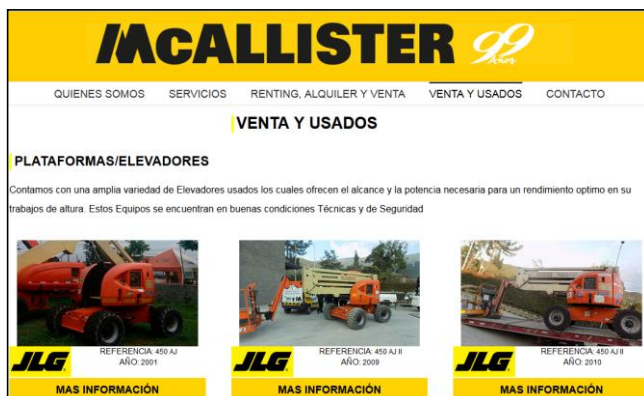 McALLISTER 99 Años
QUIENES SOMOS SERVICIOS RENTING, ALQUILER Y VENTA VENTA Y USADOS CONTACTO
VENTA Y USADOS
PLATAFORMAS/ELEVADORES
Contamos con una amplia variedad de Elevadores usados los cuales ofrecen el alcance y la potencia necesaria para un rendimiento optimo en su
trabajos de altura. Estos Equipos se encuentran en buenas condiciones Técnicas y de Seguridad
JLG
REFERENCIA: 450 AJ
AÑO: 2001
MAS INFORMACIÓN
JLG
REFERENCIA: 450 AJ II
AÑO: 2009
MAS INFORMACIÓN
JLG
REFERENCIA: 450 AJ II
AÑO: 2010
MAS INFORMACIÓN